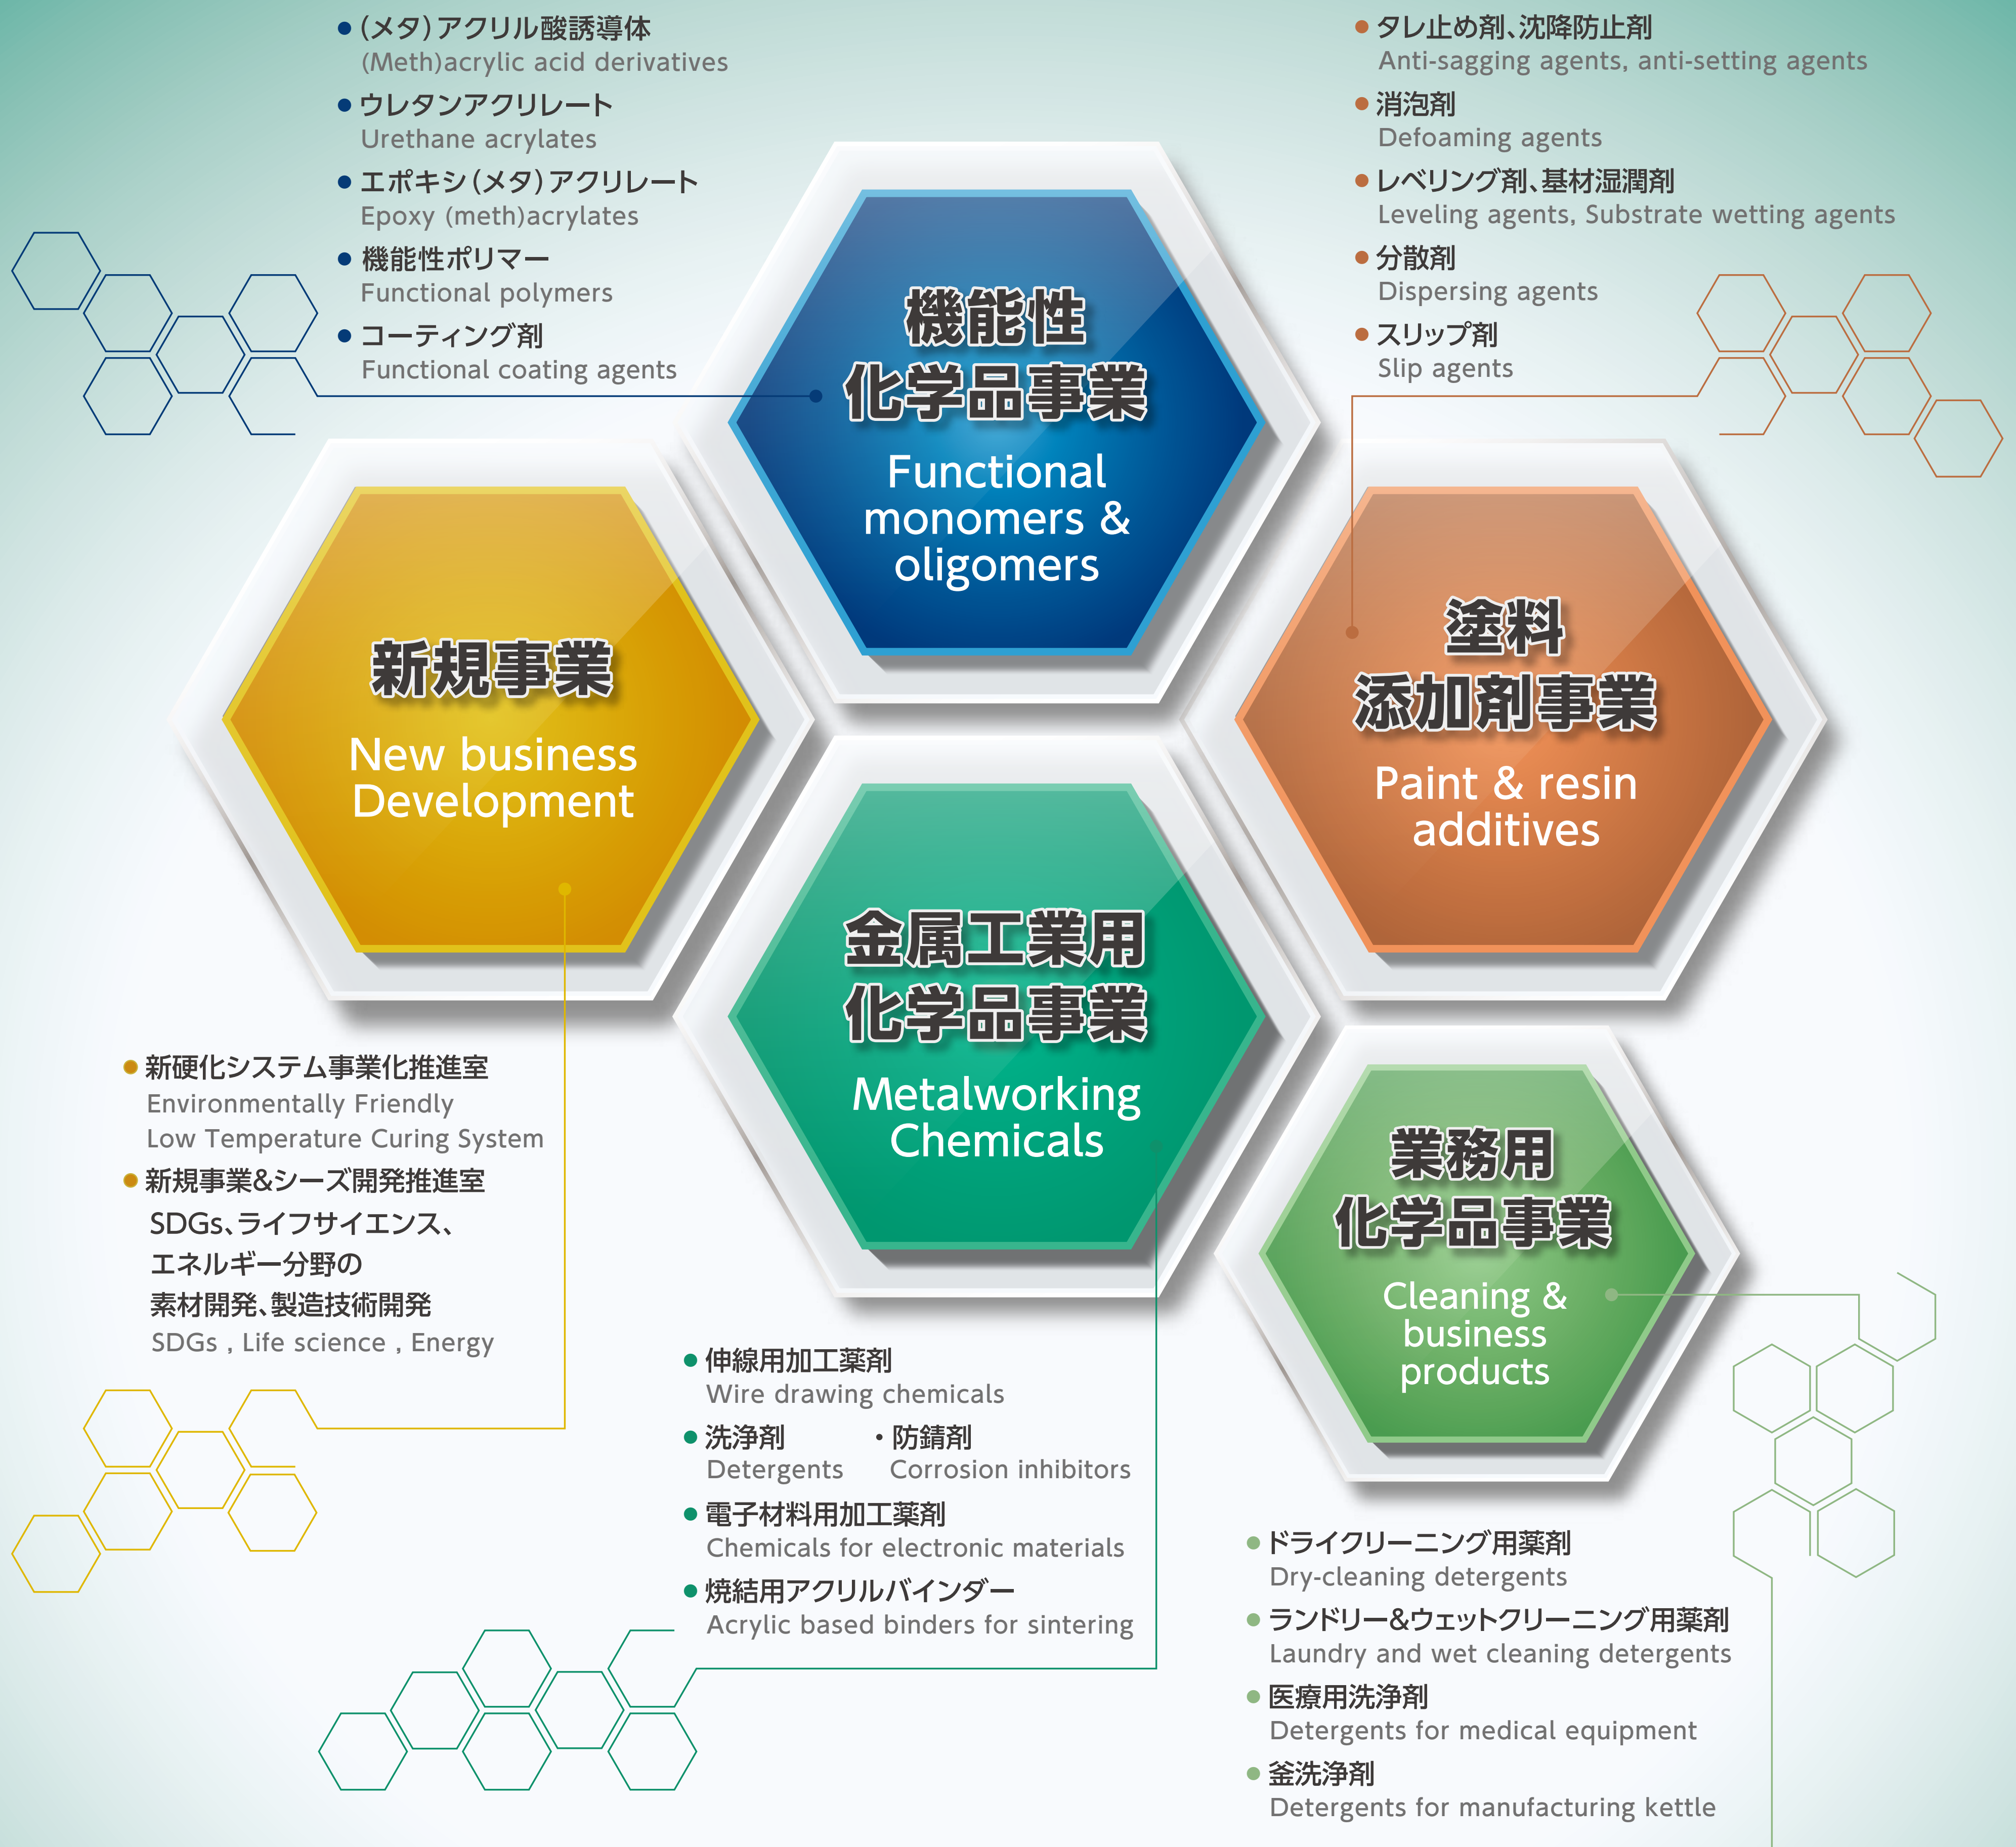 ●(メタ)アクリル酸誘導体
(Meth)acrylic acid derivatives
●ウレタンアクリレート
Urethane acrylates
●エポキシ(メタ)アクリレート
Epoxy (meth)acrylates
●機能性ポリマー
Functional polymers
●コーティング剤
Functional coating agents
●タレ止め剤、沈降防止剤
Anti-sagging agents, anti-setting agents
●消泡剤
Defoaming agents
●レベリング剤、基材湿潤剤
Leveling agents, Substrate wetting agents
●分散剤
Dispersing agents
●スリップ剤
Slip agents
機能性
化学品事業
Functional
monomers &
oligomers
新規事業
New business
Development
塗料
添加剤事業
Paint & resin
additives
金属工業用
化学品事業
Metalworking
Chemicals
業務用
化学品事業
Cleaning &
business
products
●新硬化システム事業化推進室
Environmentally Friendly
Low Temperature Curing System
●新規事業&シーズ開発推進室
SDGs、ライフサイエンス、
エネルギー分野の
素材開発、製造技術開発
SDGs , Life science , Energy
●伸線用加工薬剤
Wire drawing chemicals
●洗浄剤 ・防錆剤
Detergents Corrosion inhibitors
●電子材料用加工薬剤
Chemicals for electronic materials
●焼結用アクリルバインダー
Acrylic based binders for sintering
●ドライクリーニング用薬剤
Dry-cleaning detergents
●ランドリー&ウェットクリーニング用薬剤
Laundry and wet cleaning detergents
●医療用洗浄剤
Detergents for medical equipment
●釜洗浄剤
Detergents for manufacturing kettle